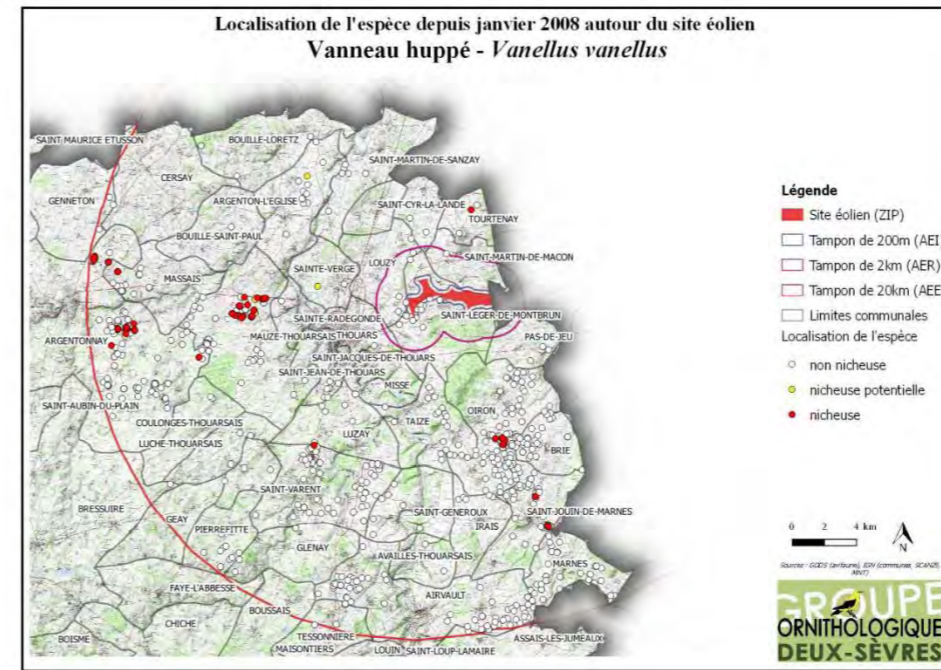 Localisation de l'espèce depuis janvier 2008 autour du site éolien
Vanneau huppé - Vanellus vanellus
SAINT MAURICE ETUSSON
BOUILLE-LORETZ
SAINT-MARTIN-DE-SANZAY
CERSAY
GENNETON
ARGENTON-L'EGLISE
SAINT-CYR-LA-LANDE
TOURTENAY
BOUILLE-SAINT-PAUL
SAINT-MARTIN-DE-MACON
LOUZY
SAINTE-VERGE
MASSAIS
SAINTE-RADEGONDE
SAINT-LEGER-DE-MONTBRUN
MAUZE-THOUARSAIS
THOUARS
PAS-DE-JEU
ARGENTONNAY
SAINT-JACQUES-DE-THOUARS
SAINT-JEAN-DE-THOUARS
MISSE
SAINT-AUBIN-DU-PLAIN
OIRON
COULONGES-THOUARSAIS
TAIZE
LUZAY
LUCHE-THOUARSAIS
BRIE
SAINT-VARENT
BRESSUIRE
SAINT-GENEROUX
SAINT-JOUIN-DE-MARNES
GEAY
IRAIS
PIERREFITTE
GLENAY
AVAILLES-THOUARSAIS
MARNES
FAYE-L'ABBESSE
AIRVAULT
BOUSSAIS
CHICHE
TESSONNIERE
ASSAIS-LES-JUMEAUX
BOISME
MAISONTIERS
LOUIN
SAINT-LOUP-LAMAIRE
Légende
Site éolien (ZIP)
Tampon de 200m (AEI
Tampon de 2km (AER)
Tampon de 20km (AEE
Limites communales
Localisation de l'espèce
non nicheuse
nicheuse potentielle
nicheuse
0 2 4 km
N
Sources : GODS (avifaune), IGN (communes, SCAN25,
GROUPE
ORNITHOLOGIQUE
DEUX-SÈVRES